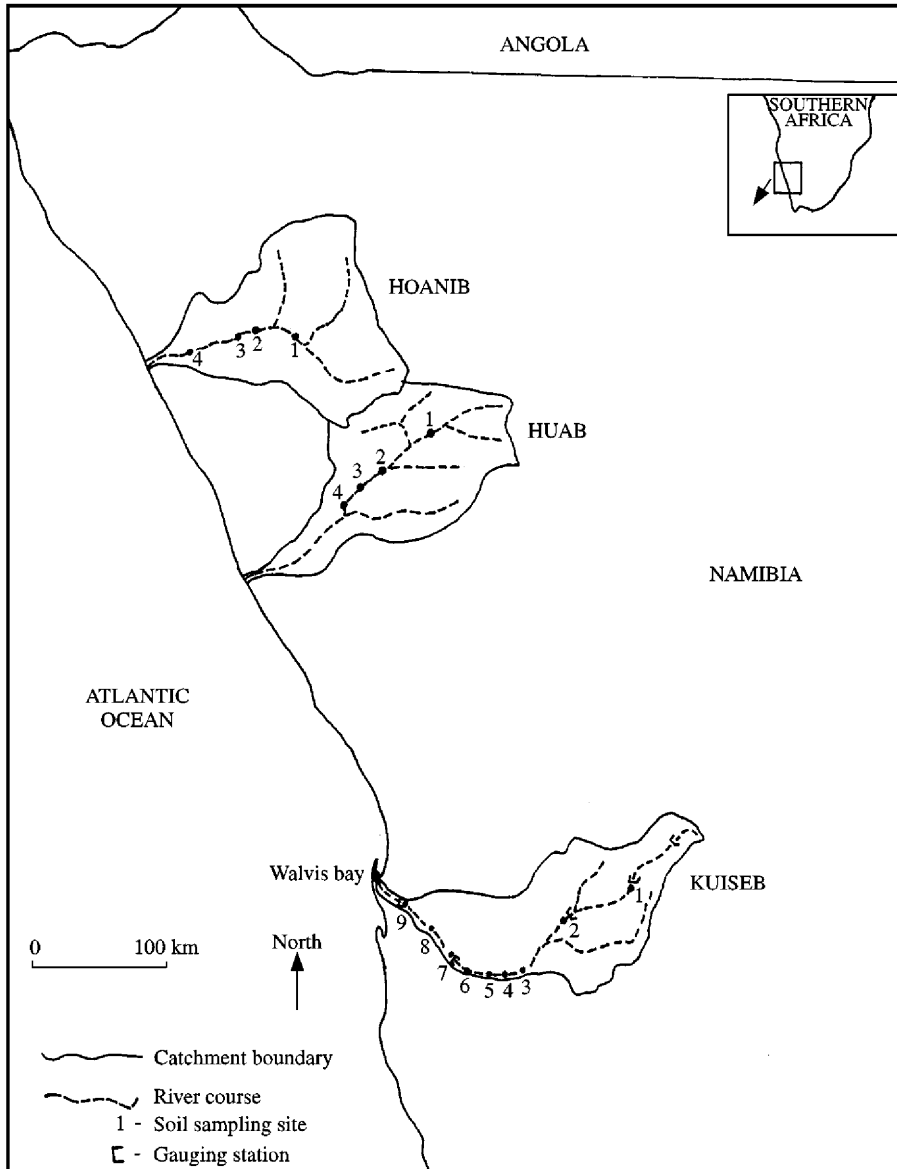 ANGOLA
SOUTHERN
AFRICA
HOANIB
4
3
2
1
HUAB
1
2
3
4
NAMIBIA
ATLANTIC
OCEAN
Walvis bay
KUISEB
1
2
9
8
7
6
5
4
3
0
100 km
North
Catchment boundary
River course
1 - Soil sampling site
- Gauging station